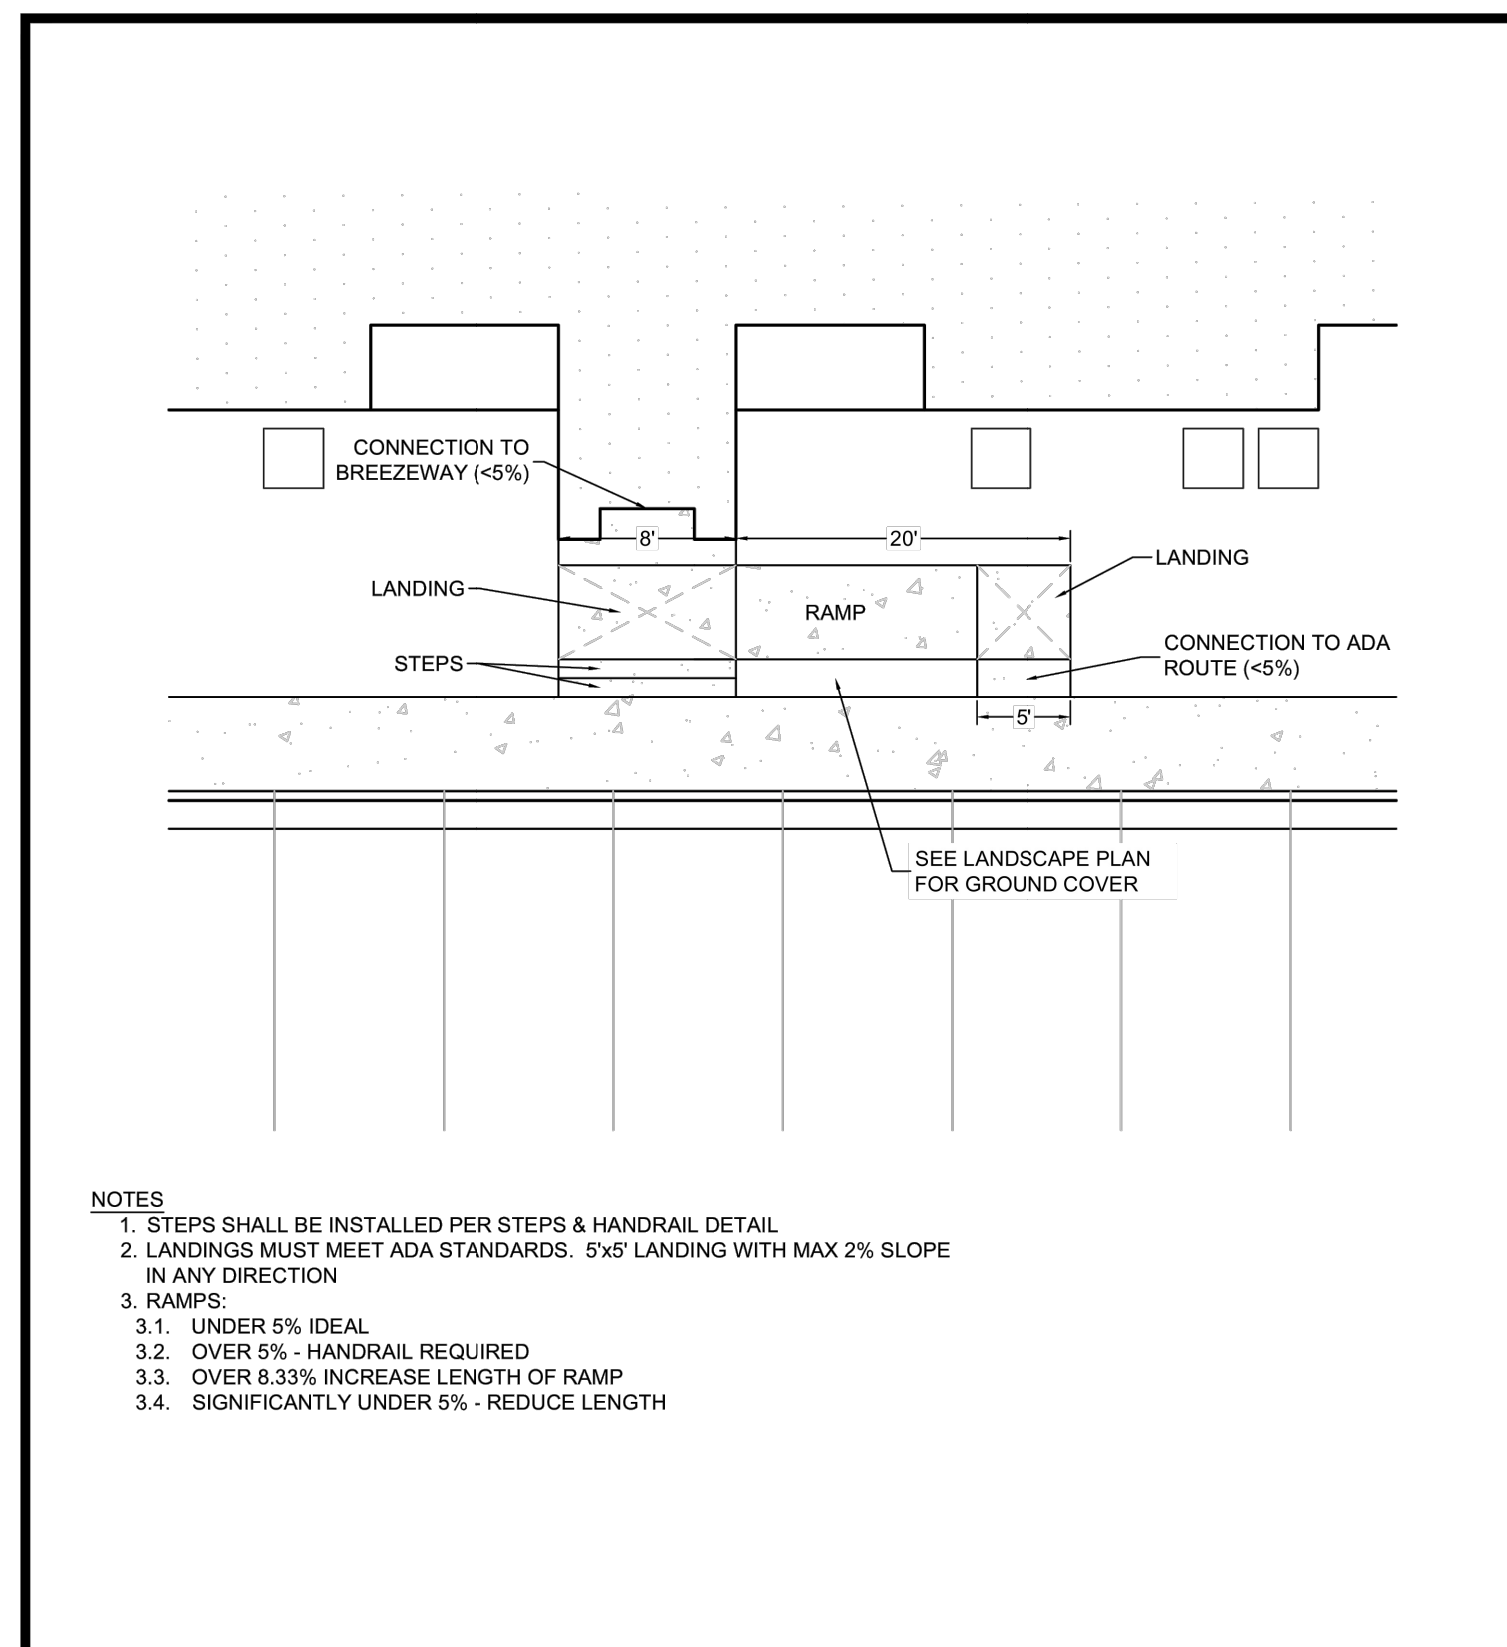 CONNECTION TO
BREEZEWAY (<5%)
8'
20'
LANDING
LANDING
RAMP
STEPS
CONNECTION TO ADA
ROUTE (<5%)
5'
SEE LANDSCAPE PLAN
FOR GROUND COVER
NOTES
1. STEPS SHALL BE INSTALLED PER STEPS & HANDRAIL DETAIL
2. LANDINGS MUST MEET ADA STANDARDS. 5'x5' LANDING WITH MAX 2% SLOPE
IN ANY DIRECTION
3. RAMPS:
3.1. UNDER 5% IDEAL
3.2. OVER 5% - HANDRAIL REQUIRED
3.3. OVER 8.33% INCREASE LENGTH OF RAMP
3.4. SIGNIFICANTLY UNDER 5% - REDUCE LENGTH